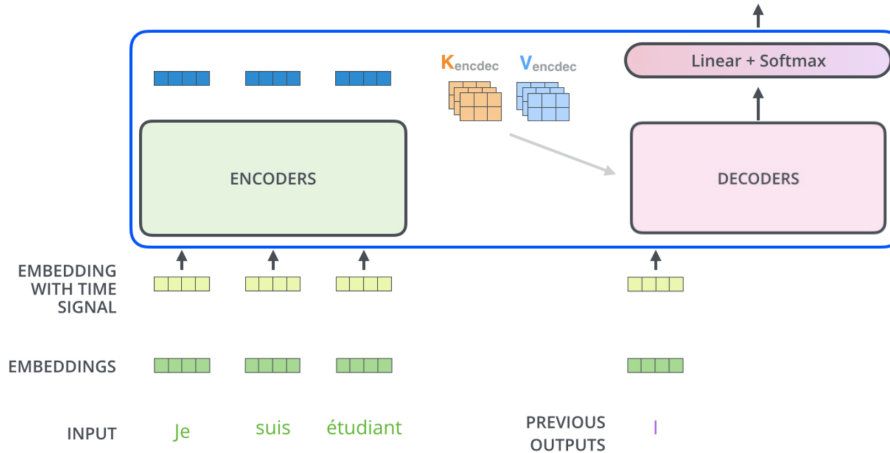 Kencdec
Vencdec
Linear + Softmax
ENCODERS
DECODERS
EMBEDDING
WITH TIME
SIGNAL
EMBEDDINGS
INPUT
Je
suis
étudiant
PREVIOUS
OUTPUTS
I